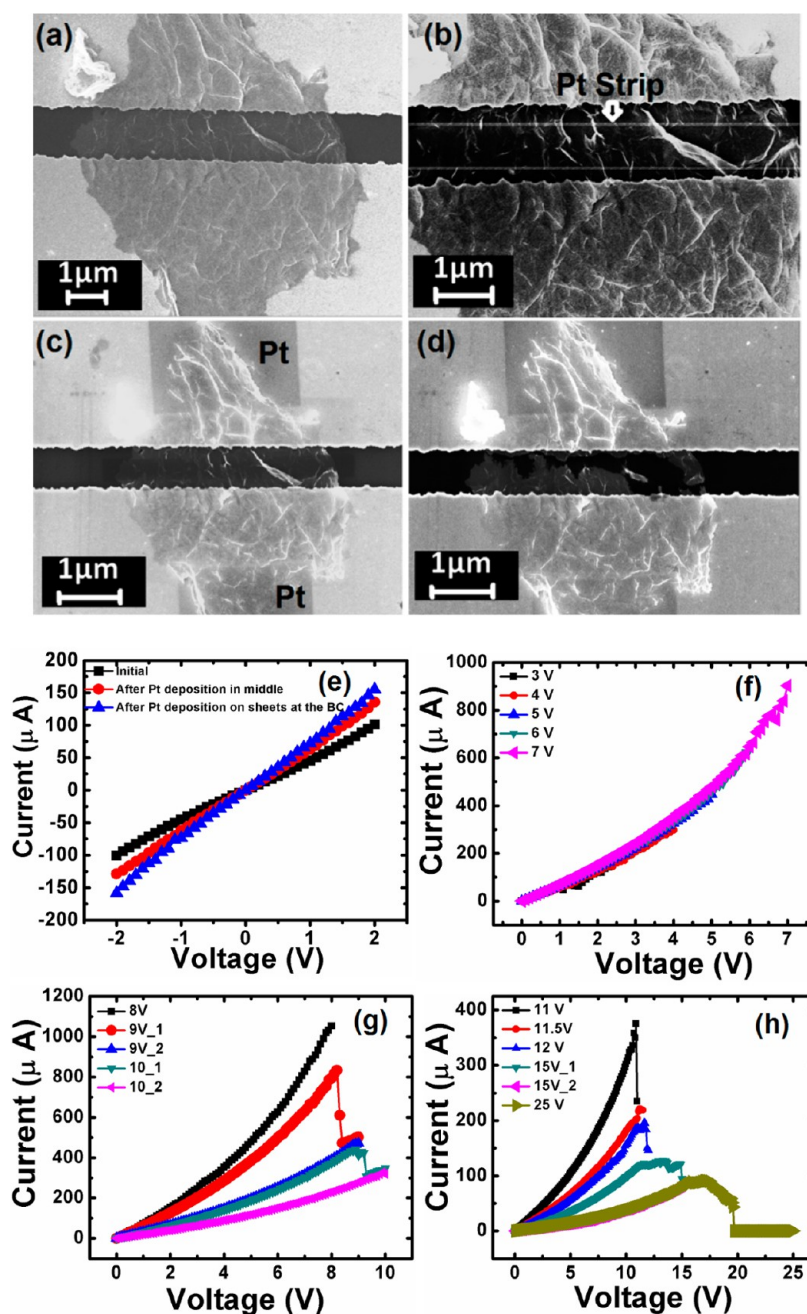 (a)
1µm
(b)
Pt Strip
1µm
(c)
Pt
Pt
1µm
(d)
1µm
(e)
Initial
After Pt deposition in middle
After Pt deposition on sheets at the BC
Current (µ A)
200
150
100
50
0
-50
-100
-150
-200
-2
-1
0
1
2
Voltage (V)
(f)
3 V
4 V
5 V
6 V
7 V
Current (µ A)
900
800
600
400
200
0
0
1
2
3
4
5
6
7
Voltage (V)
(g)
8V
9V_1
9V_2
10_1
10_2
Current (µ A)
1200
1000
800
600
400
200
0
0
2
4
6
8
10
Voltage (V)
(h)
11 V
11.5V
12 V
15V_1
15V_2
25 V
Current (µ A)
400
300
200
100
0
0
5
10
15
20
25
Voltage (V)